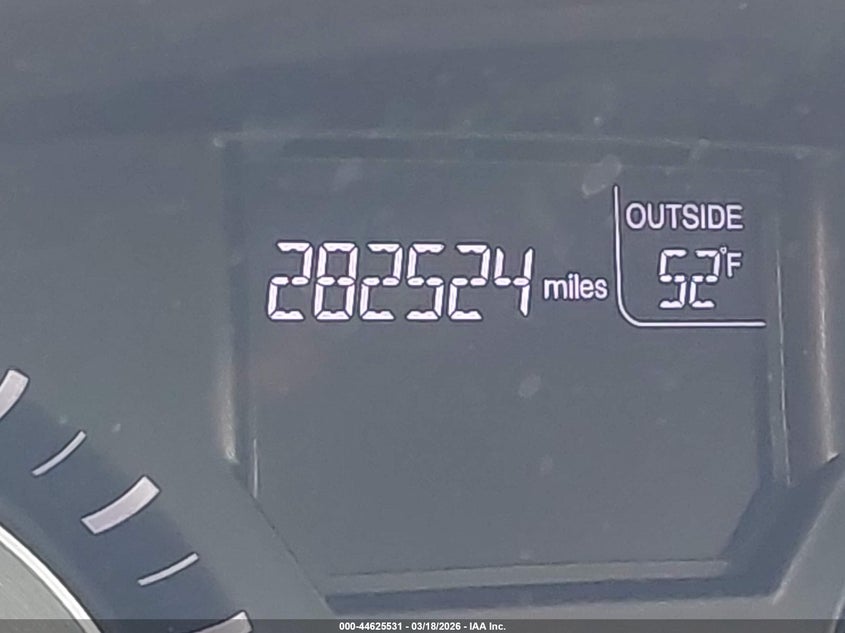 OUTSIDE
282524 miles 52°F
000-44625531 - 03/18/2026 - IAA Inc.